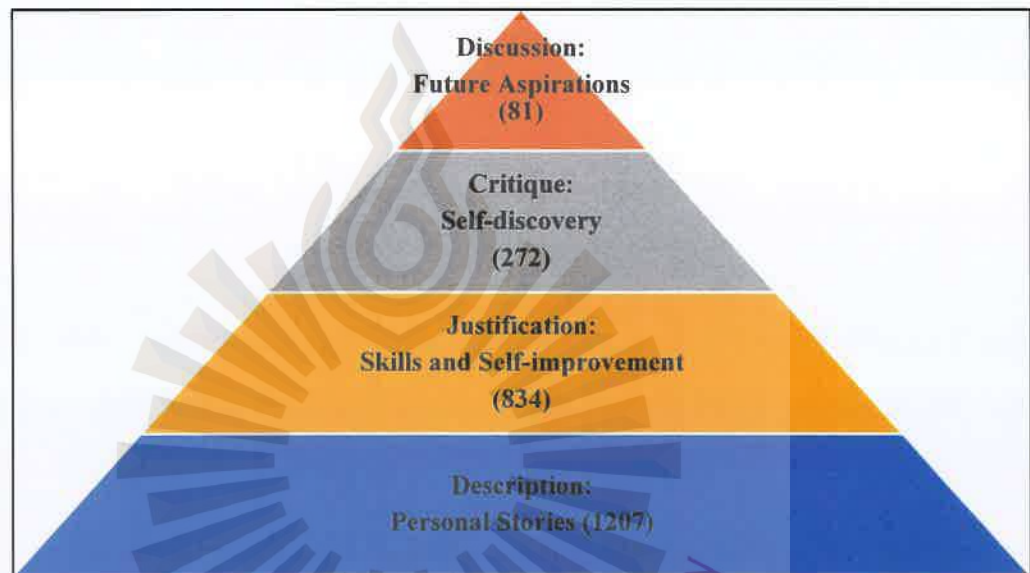 Discussion:
Future Aspirations
(81)
Critique:
Self-discovery
(272)
Justification:
Skills and Self-improvement
(834)
Description:
Personal Stories (1207)